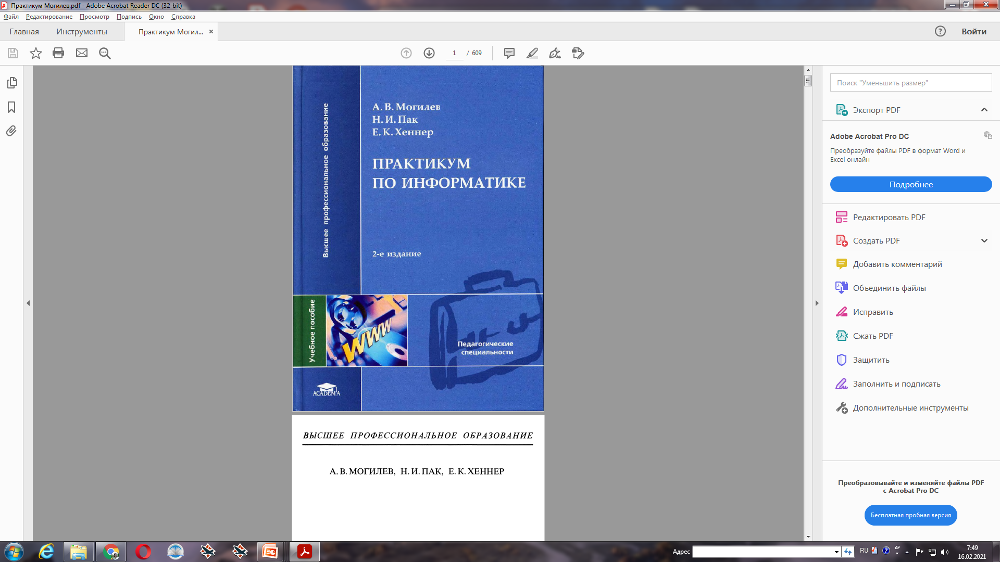 Практикум Могилев.pdf - Adobe Acrobat Reader DC (32-bit)
Файл Редактирование Просмотр Подпись Окно Справка
Главная Инструменты Практикум Могил... ×
Войти
1 / 609
Высшее профессиональное образование
А. В. Могилев
Н. И. Пак
Е. К. Хеннер
ПРАКТИКУМ
ПО ИНФОРМАТИКЕ
2-е издание
Учебное пособие
WWW
Педагогические
специальности
ACADEMA
ВЫСШЕЕ ПРОФЕССИОНАЛЬНОЕ ОБРАЗОВАНИЕ
А. В. МОГИЛЕВ, Н. И. ПАК, Е. К. ХЕННЕР
Поиск "Уменьшить размер"
Экспорт PDF
Adobe Acrobat Pro DC
Преобразуйте файлы PDF в формат Word и
Excel онлайн
Подробнее
Редактировать PDF
Создать PDF
Добавить комментарий
Объединить файлы
Исправить
Сжать PDF
Защитить
Заполнить и подписать
Дополнительные инструменты
Преобразовывайте и изменяйте файлы PDF
с Acrobat Pro DC
Бесплатная пробная версия
Адрес
RU
7:49
16.02.2021